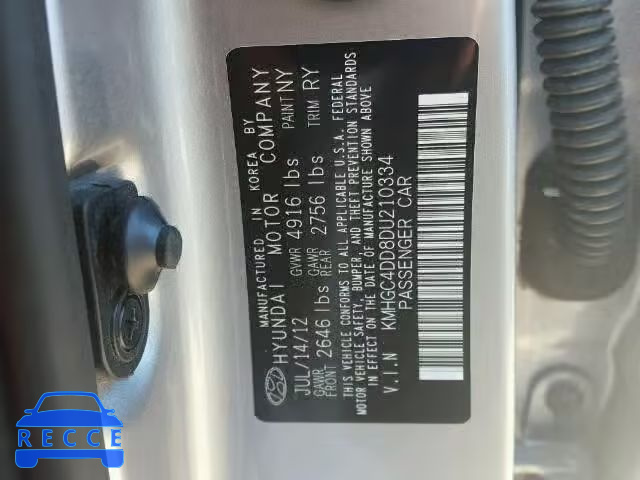 MANUFACTURED IN KOREA BY
HYUNDAI MOTOR COMPANY
JUL/14/12 GVWR 4916 lbs PAINT NY
GAWR FRONT 2646 lbs GAWR REAR 2756 lbs TRIM RY
THIS VEHICLE CONFORMS TO ALL APPLICABLE U.S.A. FEDERAL
MOTOR VEHICLE SAFETY, BUMPER, AND THEFT PREVENTION STANDARDS
IN EFFECT ON THE DATE OF MANUFACTURE SHOWN ABOVE
V.I.N KMHGC4DD8DU210334
PASSENGER CAR
RECCE